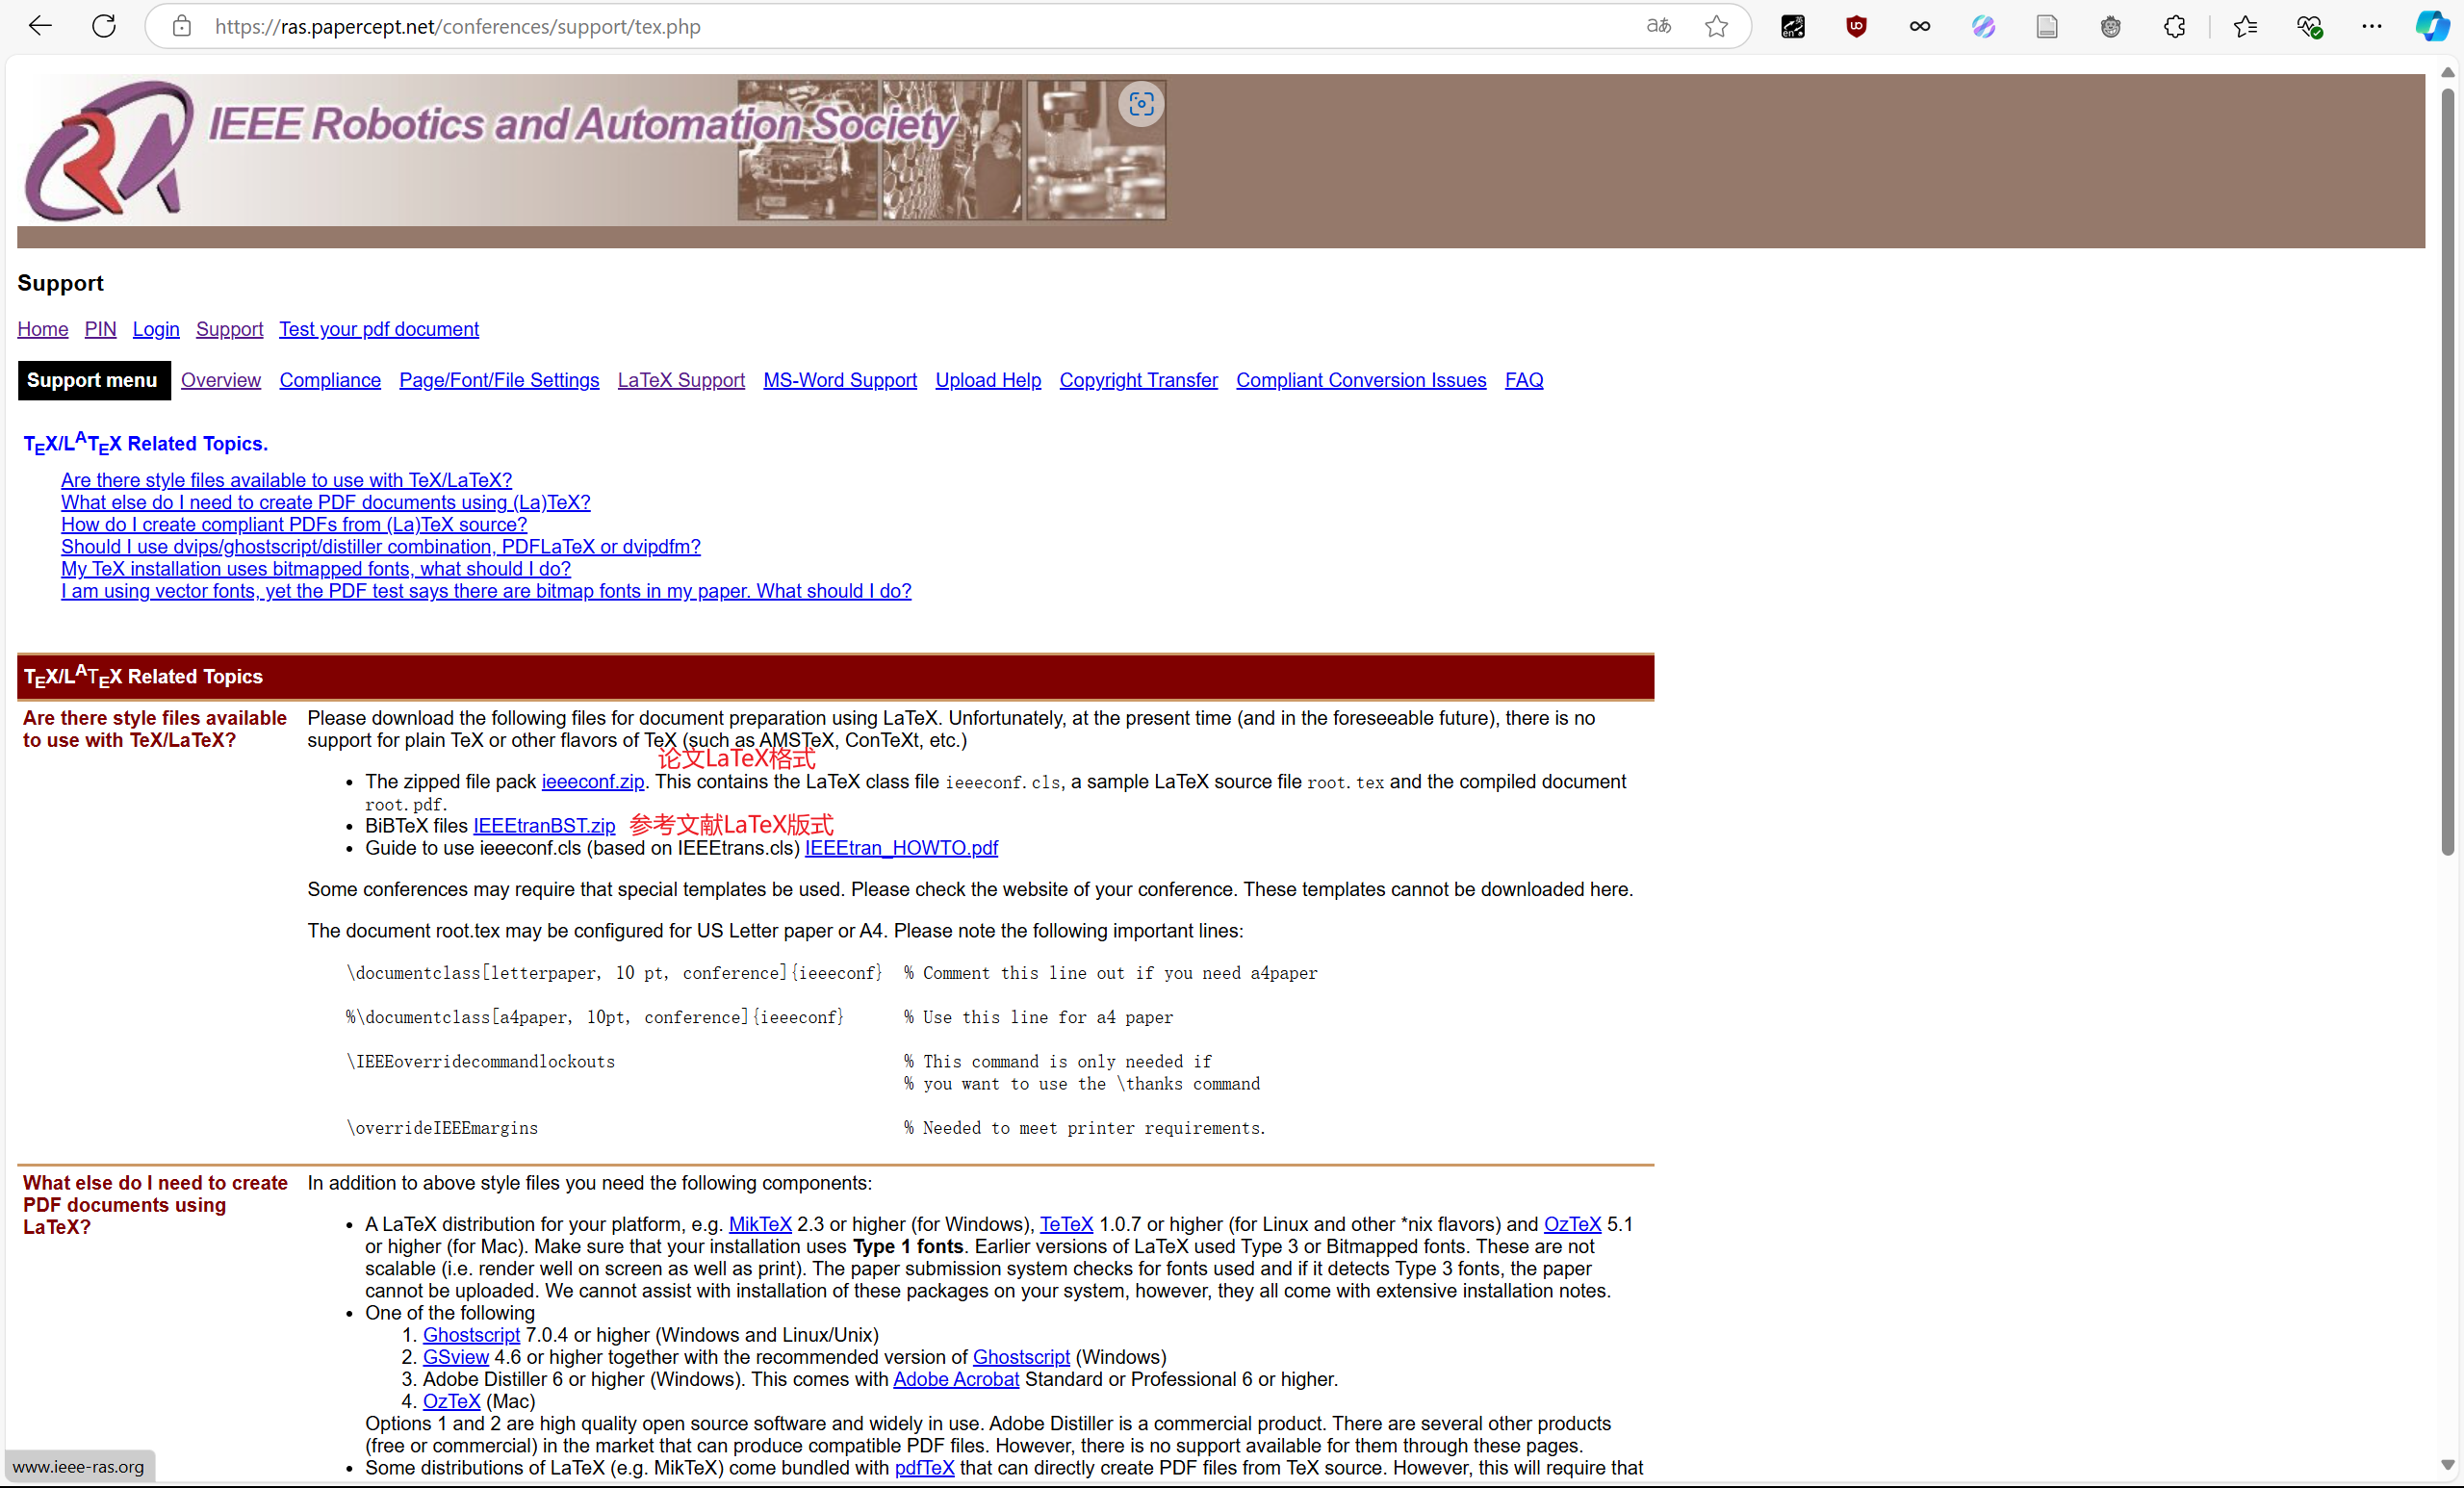 https://ras.papercept.net/conferences/support/tex.php
IEEE Robotics and Automation Society
Support
Home PIN Login Support Test your pdf document
Support menu Overview Compliance Page/Font/File Settings LaTeX Support MS-Word Support Upload Help Copyright Transfer Compliant Conversion Issues FAQ
TEX/LATEX Related Topics.
Are there style files available to use with TeX/LaTeX?
What else do I need to create PDF documents using (La)TeX?
How do I create compliant PDFs from (La)TeX source?
Should I use dvips/ghostscript/distiller combination, PDFLaTeX or dvipdfm?
My TeX installation uses bitmapped fonts, what should I do?
I am using vector fonts, yet the PDF test says there are bitmap fonts in my paper. What should I do?
TEX/LATEX Related Topics
Are there style files available
to use with TeX/LaTeX?
Please download the following files for document preparation using LaTeX. Unfortunately, at the present time (and in the foreseeable future), there is no
support for plain TeX or other flavors of TeX (such as AMSTeX, ConTeXt, etc.)
论文LaTeX格式
• The zipped file pack ieeeconf.zip. This contains the LaTeX class file ieeeconf.cls, a sample LaTeX source file root.tex and the compiled document
root.pdf.
• BiBTeX files IEEEtranBST.zip 参考文献LaTeX版式
• Guide to use ieeeconf.cls (based on IEEEtrans.cls) IEEEtran_HOWTO.pdf
Some conferences may require that special templates be used. Please check the website of your conference. These templates cannot be downloaded here.
The document root.tex may be configured for US Letter paper or A4. Please note the following important lines:
\documentclass[letterpaper, 10 pt, conference]{ieeeconf} % Comment this line out if you need a4paper
%\documentclass[a4paper, 10pt, conference]{ieeeconf} % Use this line for a4 paper
\IEEEoverridecommandlockouts % This command is only needed if
% you want to use the \thanks command
\overrideIEEEmargins % Needed to meet printer requirements.
What else do I need to create
PDF documents using
LaTeX?
In addition to above style files you need the following components:
• A LaTeX distribution for your platform, e.g. MikTeX 2.3 or higher (for Windows), TeTeX 1.0.7 or higher (for Linux and other *nix flavors) and OzTeX 5.1
or higher (for Mac). Make sure that your installation uses Type 1 fonts. Earlier versions of LaTeX used Type 3 or Bitmapped fonts. These are not
scalable (i.e. render well on screen as well as print). The paper submission system checks for fonts used and if it detects Type 3 fonts, the paper
cannot be uploaded. We cannot assist with installation of these packages on your system, however, they all come with extensive installation notes.
• One of the following
1. Ghostscript 7.0.4 or higher (Windows and Linux/Unix)
2. GSview 4.6 or higher together with the recommended version of Ghostscript (Windows)
3. Adobe Distiller 6 or higher (Windows). This comes with Adobe Acrobat Standard or Professional 6 or higher.
4. OzTeX (Mac)
Options 1 and 2 are high quality open source software and widely in use. Adobe Distiller is a commercial product. There are several other products
(free or commercial) in the market that can produce compatible PDF files. However, there is no support available for them through these pages.
• Some distributions of LaTeX (e.g. MikTeX) come bundled with pdfTeX that can directly create PDF files from TeX source. However, this will require that
www.ieee-ras.org